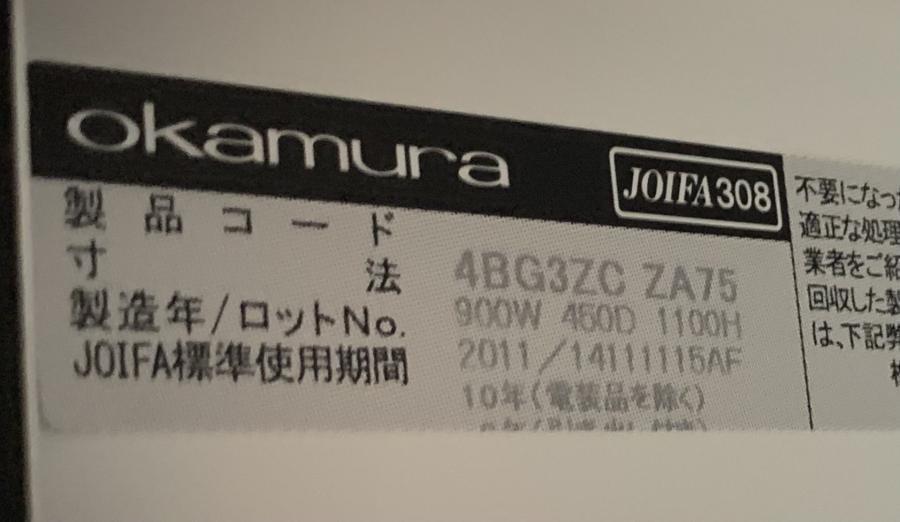 okamura
JOIFA308
製品コード 4BG3ZC ZA75
寸法 900W 450D 1100H
製造年/ロットNo. 2011/14111115AF
JOIFA標準使用期間 10年(電装品を除く)
不要になった
適正な処理
業者をご紹
回収した製
は、下記弊